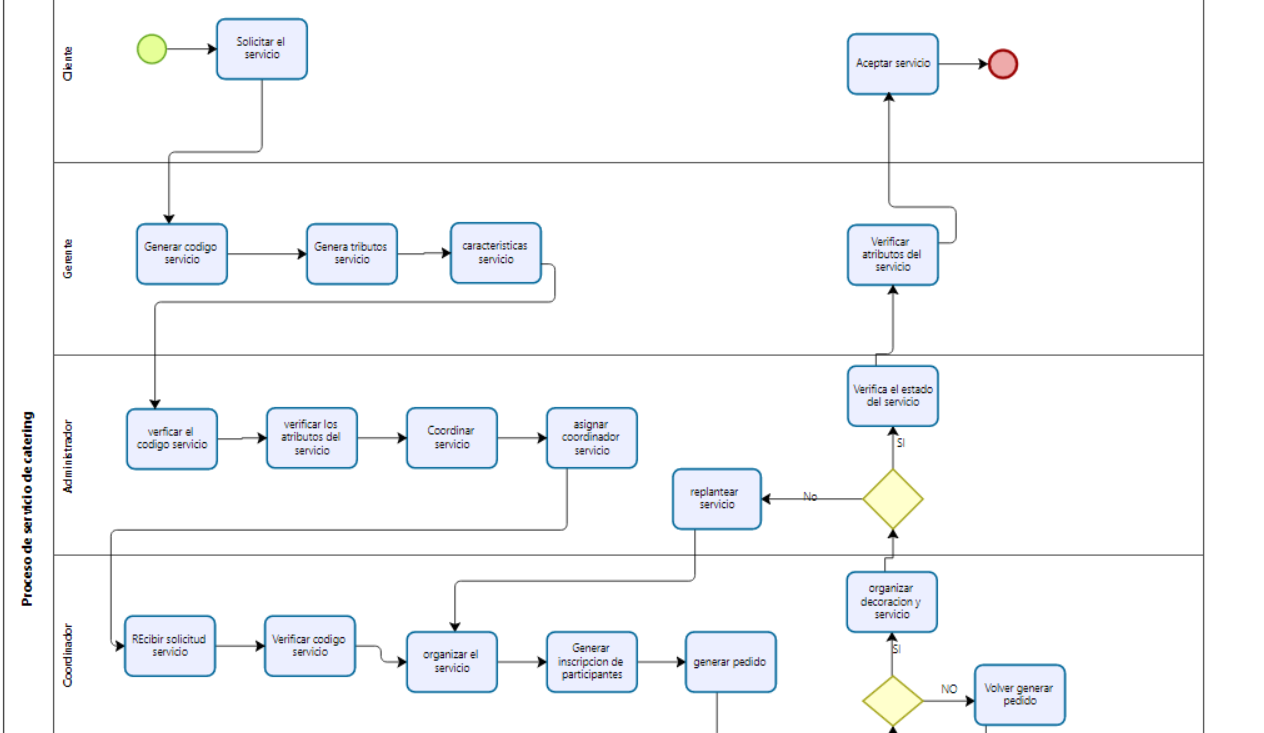 Proceso de servicio de catering
Cliente
Solicitar el
servicio
Aceptar servicio
Gerente
Generar codigo
servicio
Genera tributos
servicio
caracteristicas
servicio
Verificar
atributos del
servicio
Administrador
verficar el
codigo servicio
verificar los
atributos del
servicio
Coordinar
servicio
asignar
coordinador
servicio
Verifica el estado
del servicio
SI
No
replantear
servicio
Coordinador
REcibir solicitud
servicio
Verificar codigo
servicio
organizar el
servicio
Generar
inscripcion de
participantes
generar pedido
organizar
decoracion y
servicio
SI
NO
Volver generar
pedido